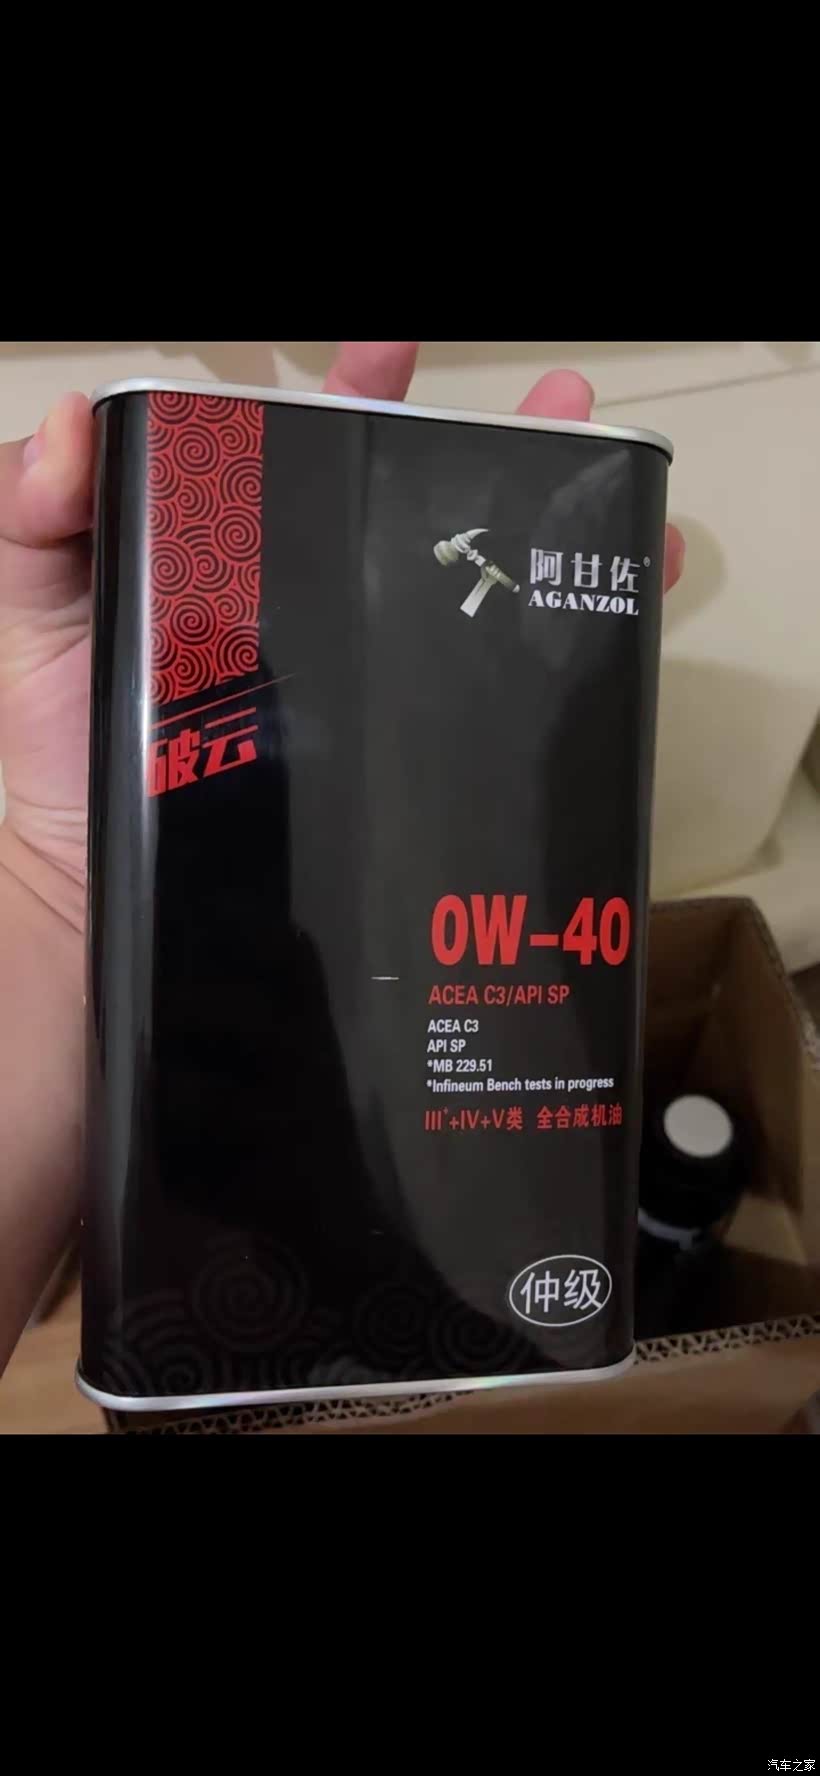 阿甘佐®
AGANZOL
破云
0W-40
ACEA C3/API SP
ACEA C3
API SP
*MB 229.51
*Infineum Bench tests in progress
III⁺+IV+V类 全合成机油
仲级
汽车之家